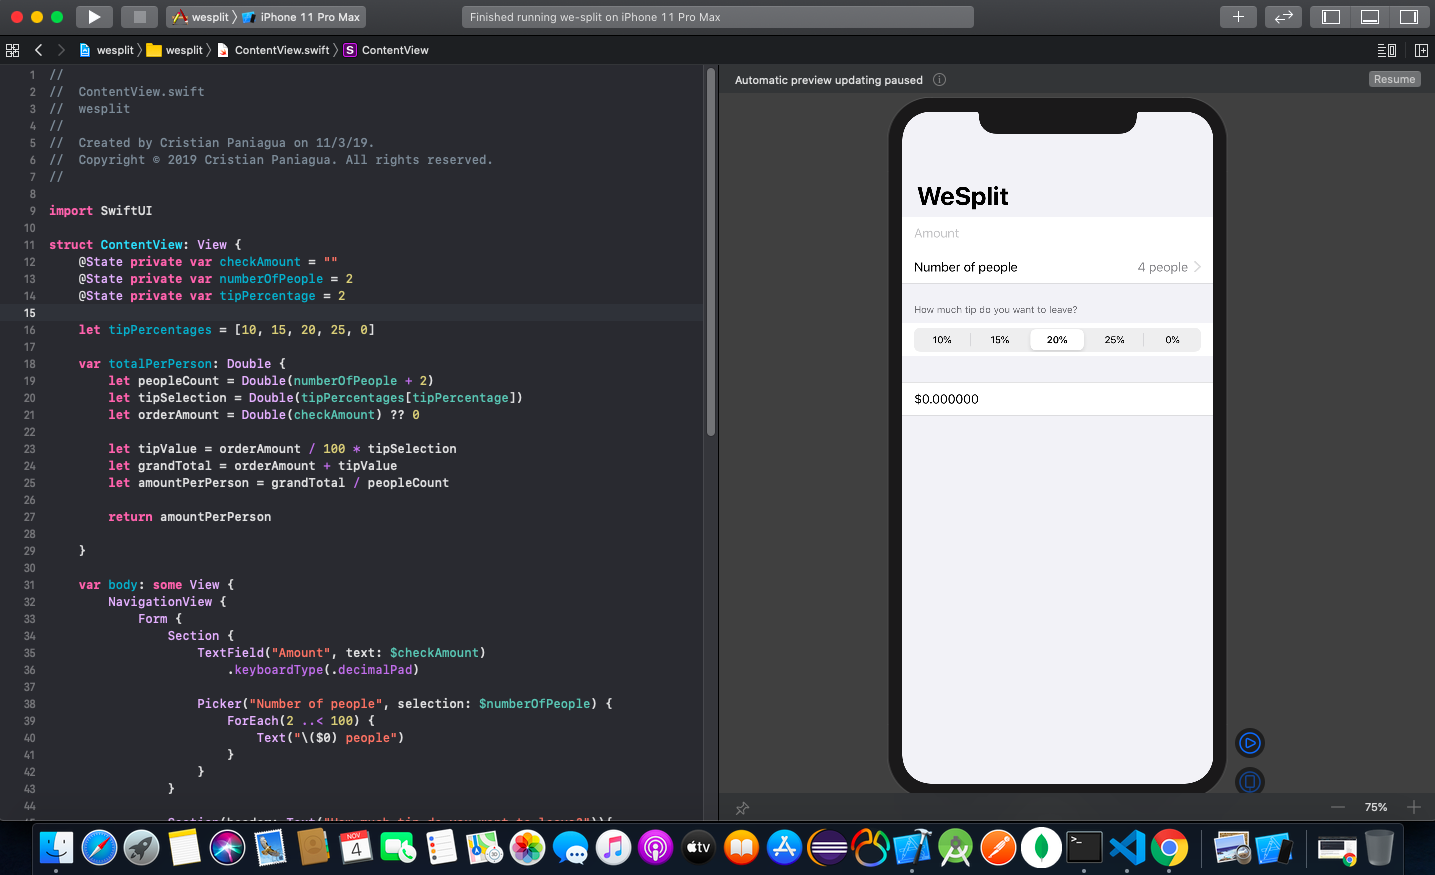 wesplit
iPhone 11 Pro Max
Finished running we-split on iPhone 11 Pro Max
wesplit
wesplit
ContentView.swift
S
ContentView
1 //
2 //  ContentView.swift
3 //  wesplit
4 //
5 //  Created by Cristian Paniagua on 11/3/19.
6 //  Copyright © 2019 Cristian Paniagua. All rights reserved.
7 //
8
9 import SwiftUI
10
11 struct ContentView: View {
12     @State private var checkAmount = ""
13     @State private var numberOfPeople = 2
14     @State private var tipPercentage = 2
15
16     let tipPercentages = [10, 15, 20, 25, 0]
17
18     var totalPerPerson: Double {
19         let peopleCount = Double(numberOfPeople + 2)
20         let tipSelection = Double(tipPercentages[tipPercentage])
21         let orderAmount = Double(checkAmount) ?? 0
22
23         let tipValue = orderAmount / 100 * tipSelection
24         let grandTotal = orderAmount + tipValue
25         let amountPerPerson = grandTotal / peopleCount
26
27         return amountPerPerson
28
29     }
30
31     var body: some View {
32         NavigationView {
33             Form {
34                 Section {
35                     TextField("Amount", text: $checkAmount)
36                         .keyboardType(.decimalPad)
37
38                     Picker("Number of people", selection: $numberOfPeople) {
39                         ForEach(2 ..< 100) {
40                             Text("\($0) people")
41                         }
42                     }
43                 }
44
Automatic preview updating paused
Resume
WeSplit
Amount
Number of people
4 people
How much tip do you want to leave?
10%
15%
20%
25%
0%
$0.000000
75%
NOV
4
tv